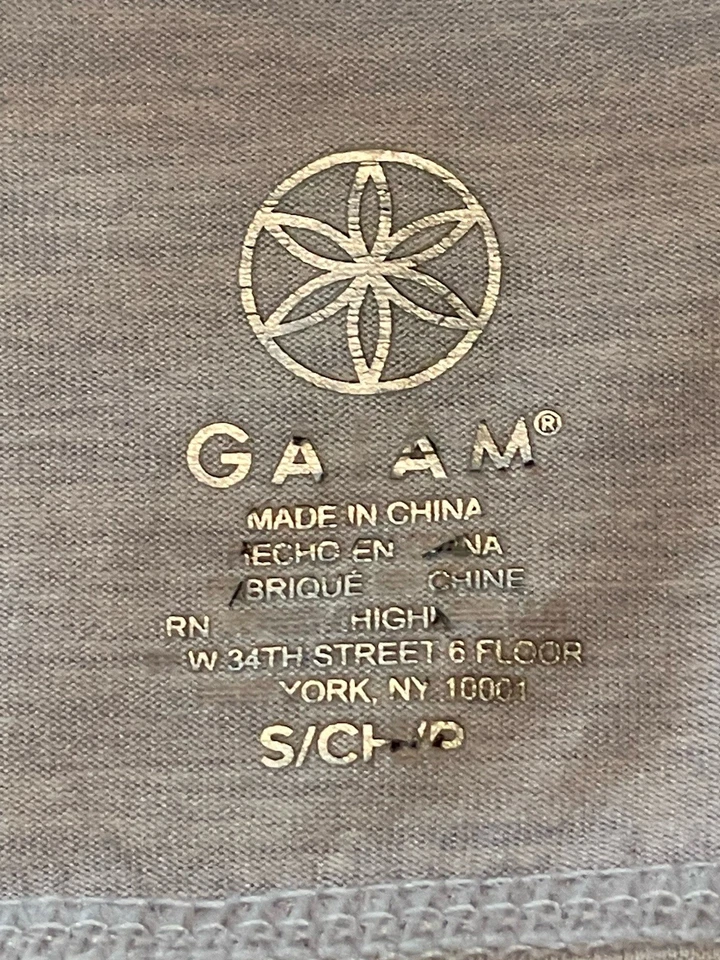 GA AM®
MADE IN CHINA
ECHO EN NA
BRIQUÉ CHINE
RN HIGH
W 34TH STREET 6 FLOOR
YORK, NY 10001
S/CH/P